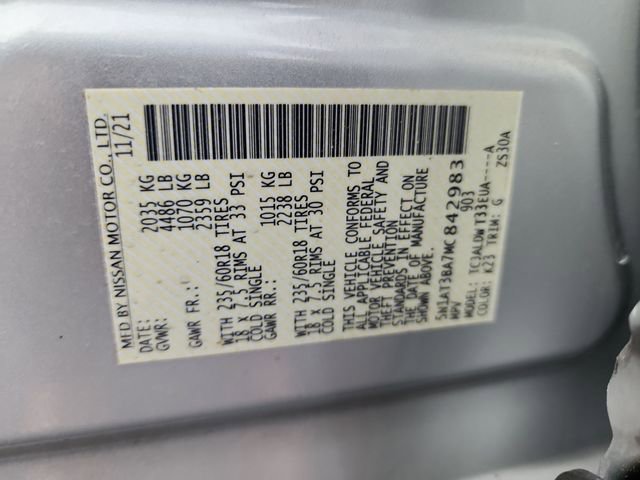 MFD BY NISSAN MOTOR CO., LTD.
DATE: 11/21
GVWR: 2035 KG
4486 LB
GAWR FR.: 1070 KG
2359 LB
WITH 235/60R18 TIRES
18 X 7.5 RIMS AT 33 PSI
COLD SINGLE
GAWR RR.: 1015 KG
2238 LB
WITH 235/60R18 TIRES
18 X 7.5 RIMS AT 30 PSI
COLD SINGLE
THIS VEHICLE CONFORMS TO
ALL APPLICABLE FEDERAL
MOTOR VEHICLE SAFETY AND
THEFT PREVENTION
STANDARDS IN EFFECT ON
THE DATE OF MANUFACTURE
SHOWN ABOVE.
5N1AT3BA7MC842983
MPV 903
MODEL: TCJALDW T33EUA----A
COLOR: K23 TRIM: G ZS30A